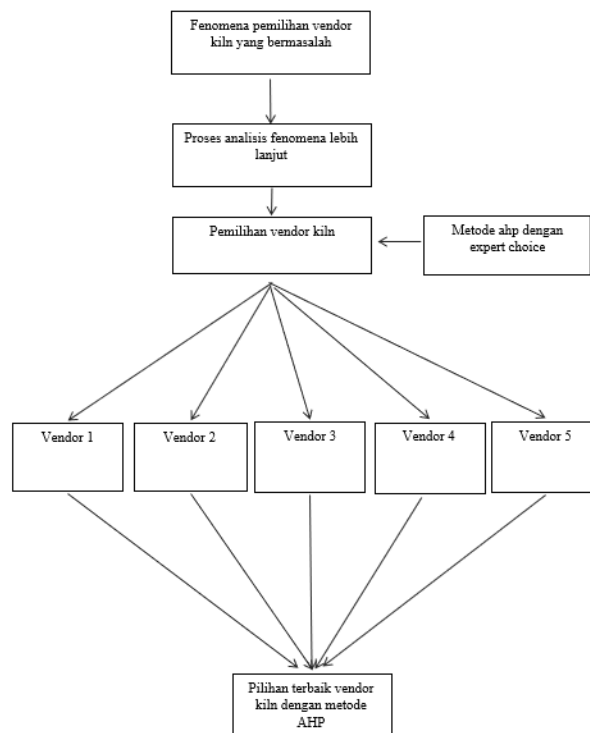 Fenomena pemilihan vendor
kiln yang bermasalah
Proses analisis fenomena lebih
lanjut
Pemilihan vendor kiln
Metode ahp dengan
expert choice
Vendor 1
Vendor 2
Vendor 3
Vendor 4
Vendor 5
Pilihan terbaik vendor
kiln dengan metode
AHP